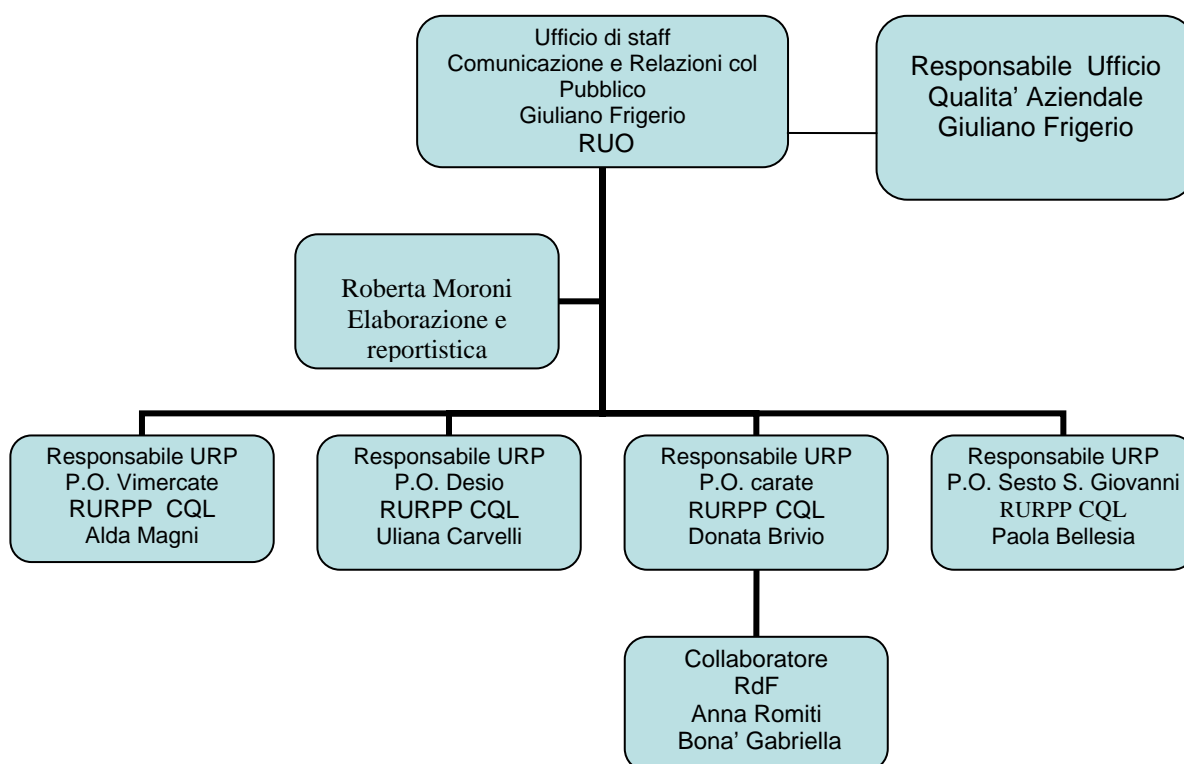 Ufficio di staff
Comunicazione e Relazioni col
Pubblico
Giuliano Frigerio
RUO
Responsabile Ufficio
Qualita’ Aziendale
Giuliano Frigerio
Roberta Moroni
Elaborazione e
reportistica
Responsabile URP
P.O. Vimercate
RURPP CQL
Alda Magni
Responsabile URP
P.O. Desio
RURPP CQL
Uliana Carvelli
Responsabile URP
P.O. carate
RURPP CQL
Donata Brivio
Responsabile URP
P.O. Sesto S. Giovanni
RURPP CQL
Paola Bellesia
Collaboratore
RdF
Anna Romiti
Bona’ Gabriella